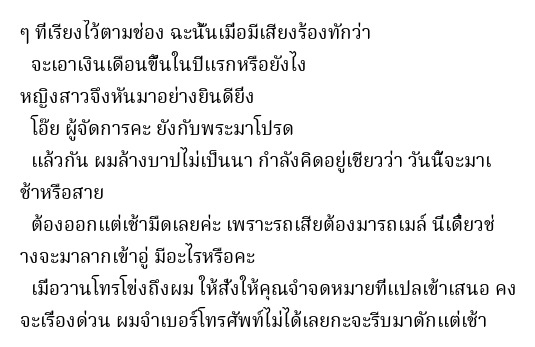 ๆ ที่เรียงไว้ตามช่อง ฉะนั้นเมื่อมีเสียงร้องทักว่า
จะเอาเงินเดือนขึ้นในปีแรกหรือยังไง
หญิงสาวจึงหันมาอย่างยินดียิ่ง
โอ๊ย ผู้จัดการคะ ยังกับพระมาโปรด
แล้วกัน ผมล้างบาปไม่เป็นนา กำลังคิดอยู่เชียวว่า วันนี้จะมาเ
ช้าหรือสาย
ต้องออกแต่เช้ามืดเลยค่ะ เพราะรถเสียต้องมารถเมล์ นี่เดี๋ยวช่
างจะมาลากเข้าอู่ มีอะไรหรือคะ
เมื่อวานโทรโข่งถึงผม ให้สั่งให้คุณจำจดหมายที่แปลเข้าเสนอ คง
จะเรื่องด่วน ผมจำเบอร์โทรศัพท์ไม่ได้เลยกะจะรีบมาดักแต่เช้า